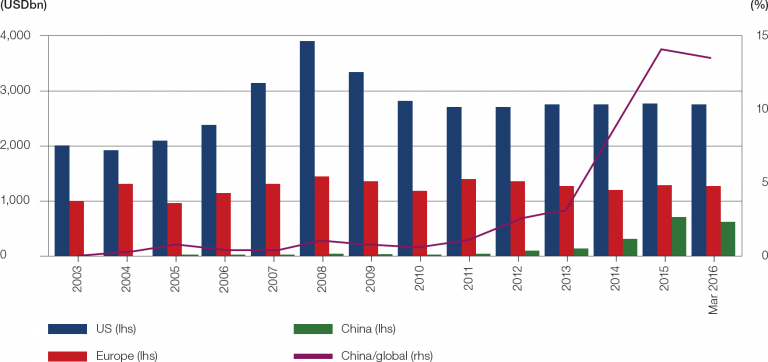 (USDbn) (%)
4,000 15
3,000
10
2,000
5
1,000
0 0
2003 2004 2005 2006 2007 2008 2009 2010 2011 2012 2013 2014 2015 Mar 2016
US (lhs) China (lhs)
Europe (lhs) China/global (rhs)